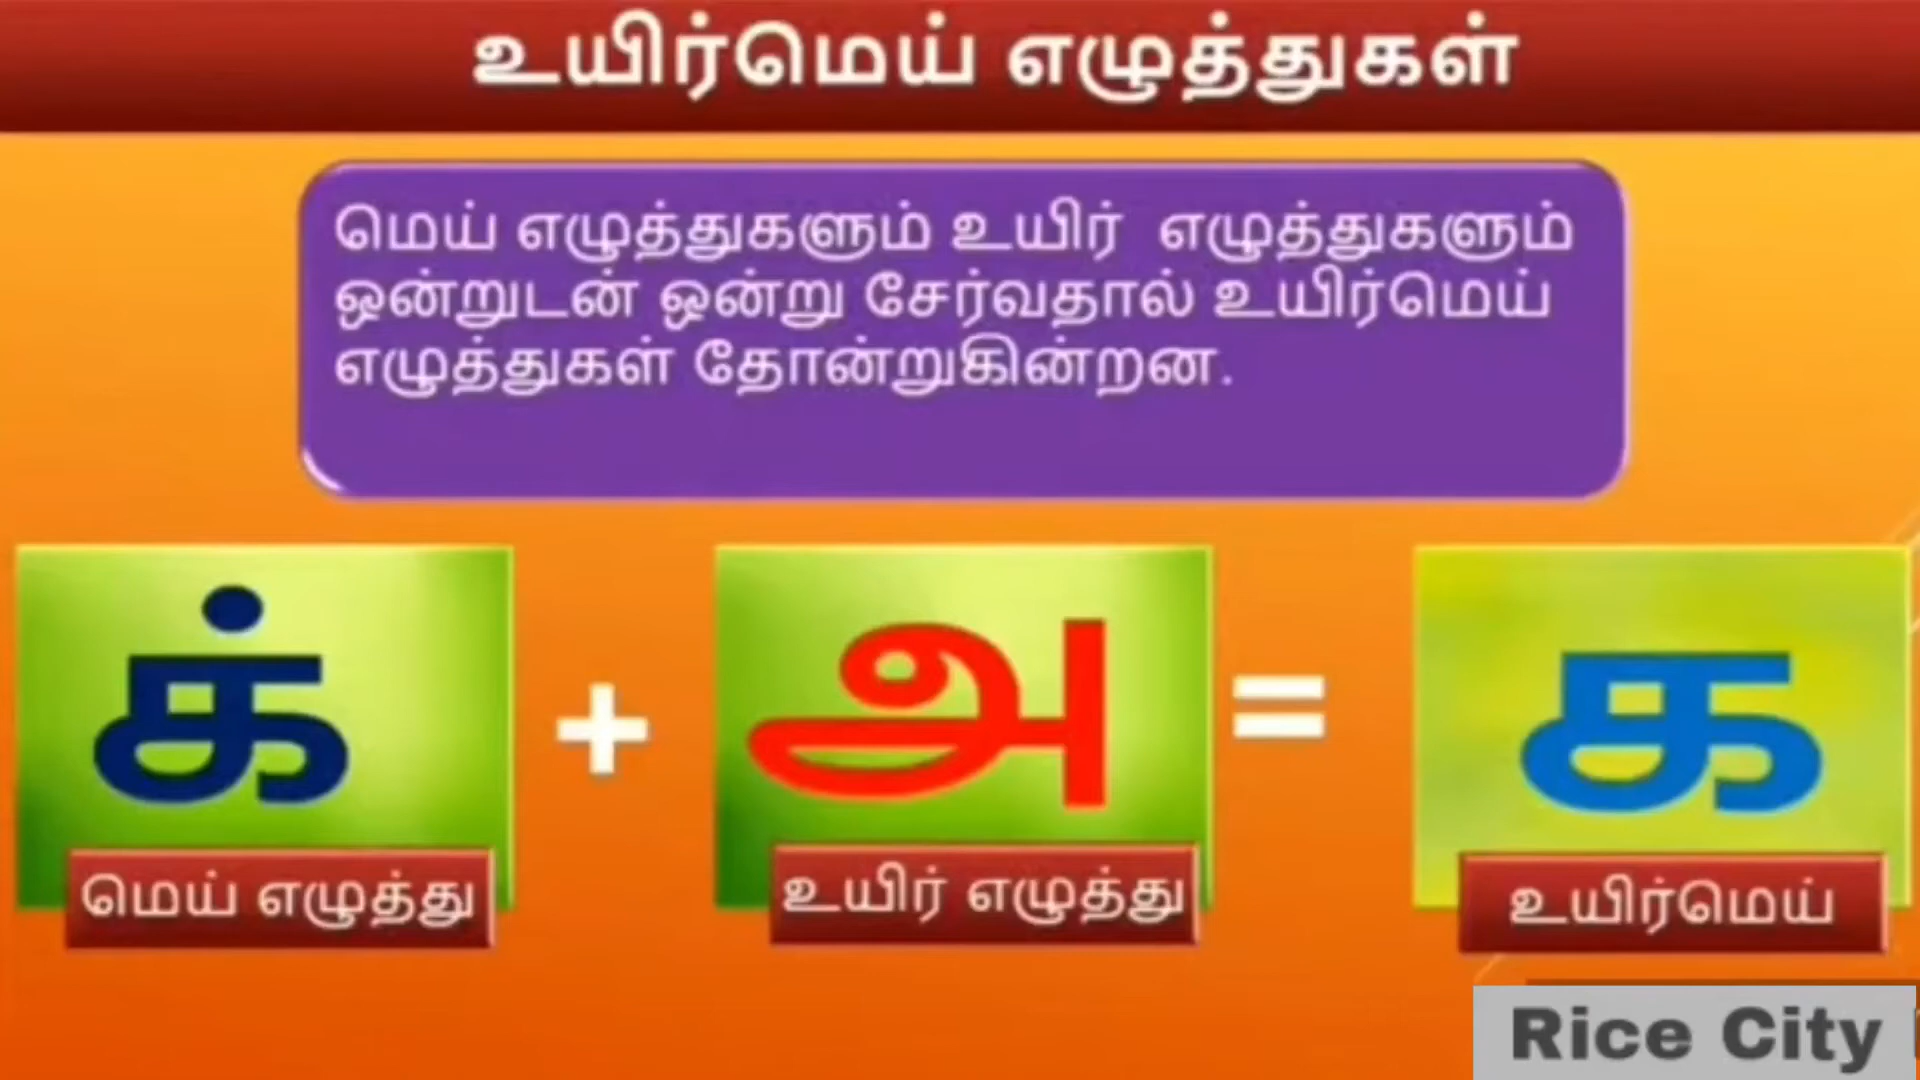 உயிர்மெய் எழுத்துகள்
மெய் எழுத்துகளும் உயிர் எழுத்துகளும்
ஒன்றுடன் ஒன்று சேர்வதால் உயிர்மெய்
எழுத்துகள் தோன்றுகின்றன.
க் + அ = க
மெய் எழுத்து
உயிர் எழுத்து
உயிர்மெய்
Rice City